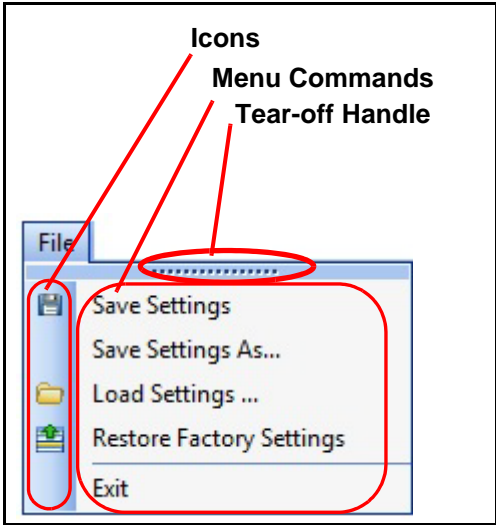 Icons
Menu Commands
Tear-off Handle
File
Save Settings
Save Settings As...
Load Settings ...
Restore Factory Settings
Exit